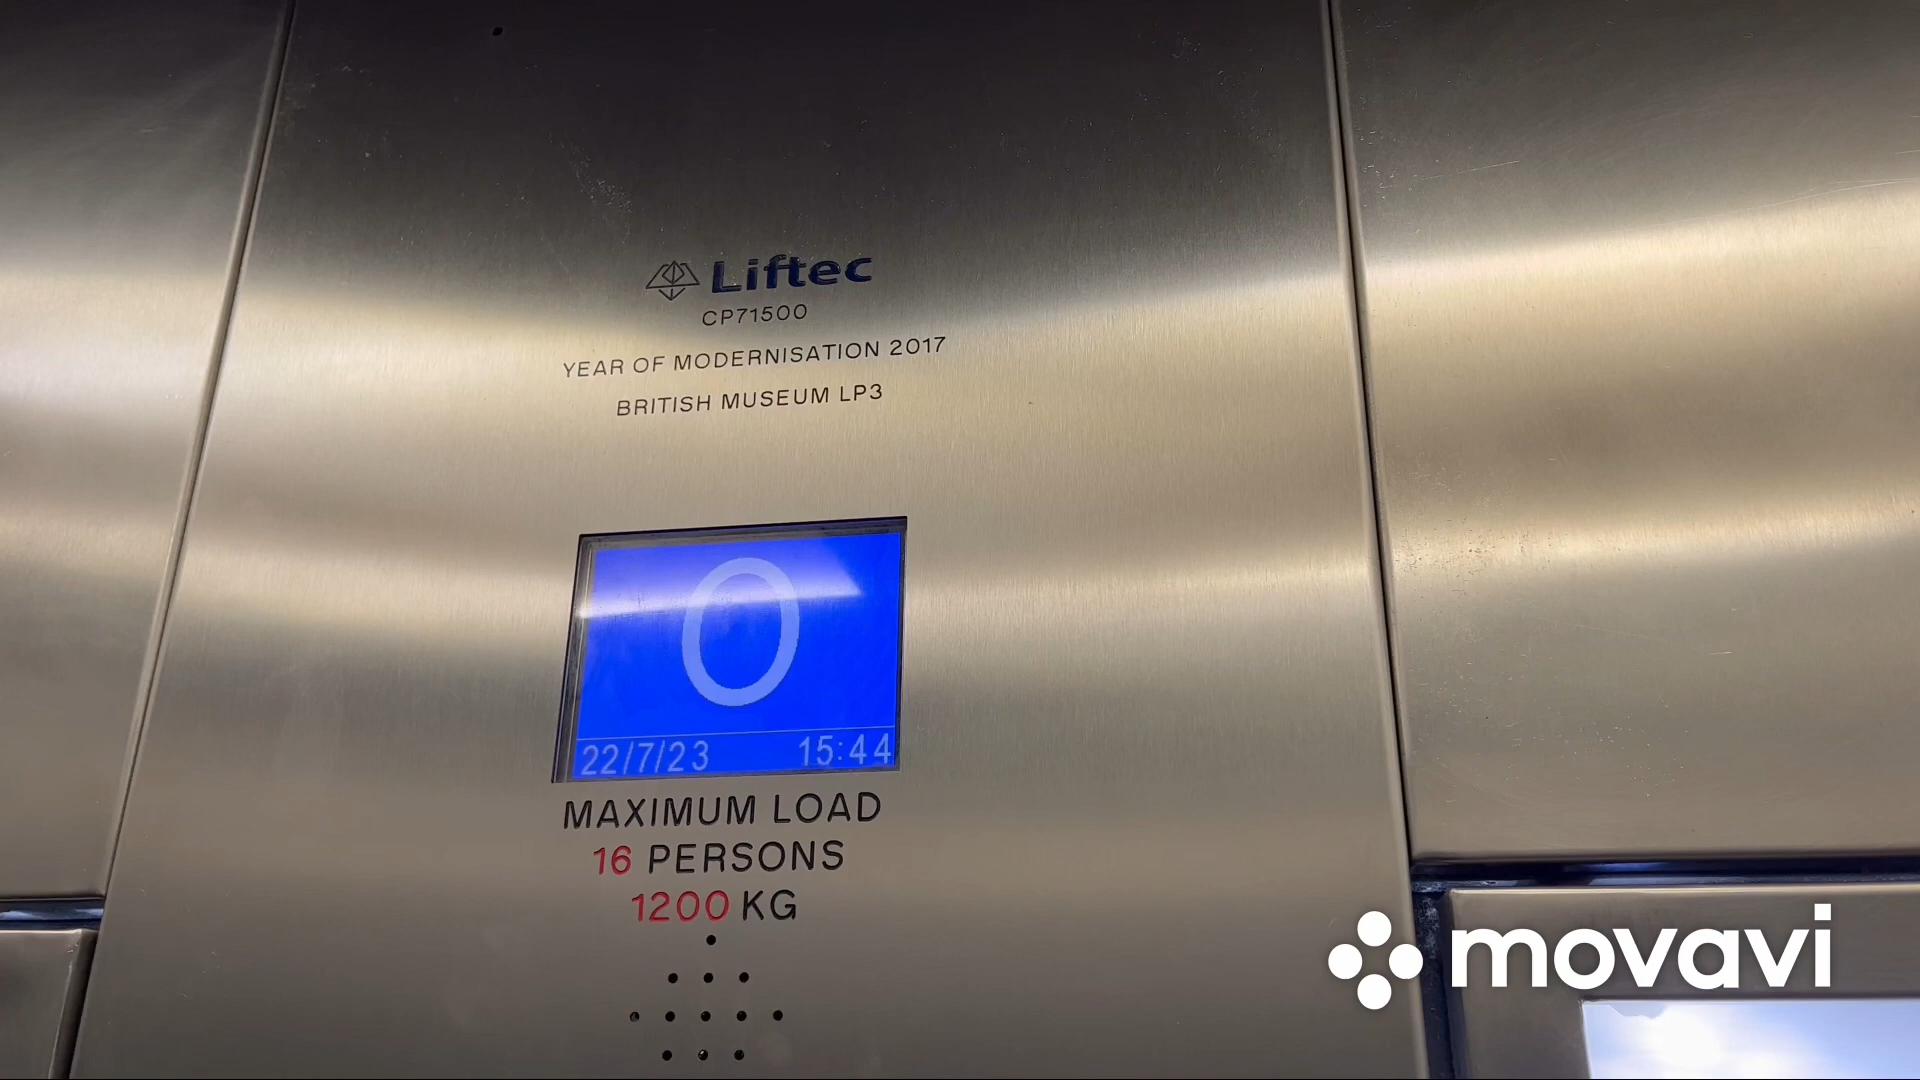 Liftec
CP71500
YEAR OF MODERNISATION 2017
BRITISH MUSEUM LP3
0
22/7/23 15:44
MAXIMUM LOAD
16 PERSONS
1200 KG
movavi